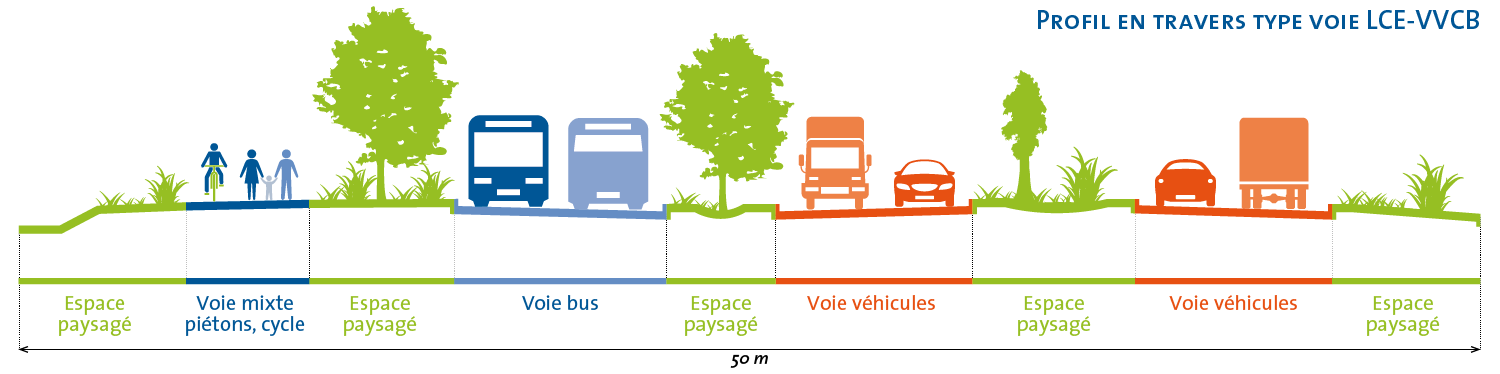 PROFIL EN TRAVERS TYPE VOIE LCE-VVCB
Espace
paysagé
Voie mixte
piétons, cycle
Espace
paysagé
Voie bus
Espace
paysagé
Voie véhicules
Espace
paysagé
Voie véhicules
Espace
paysagé
50 m